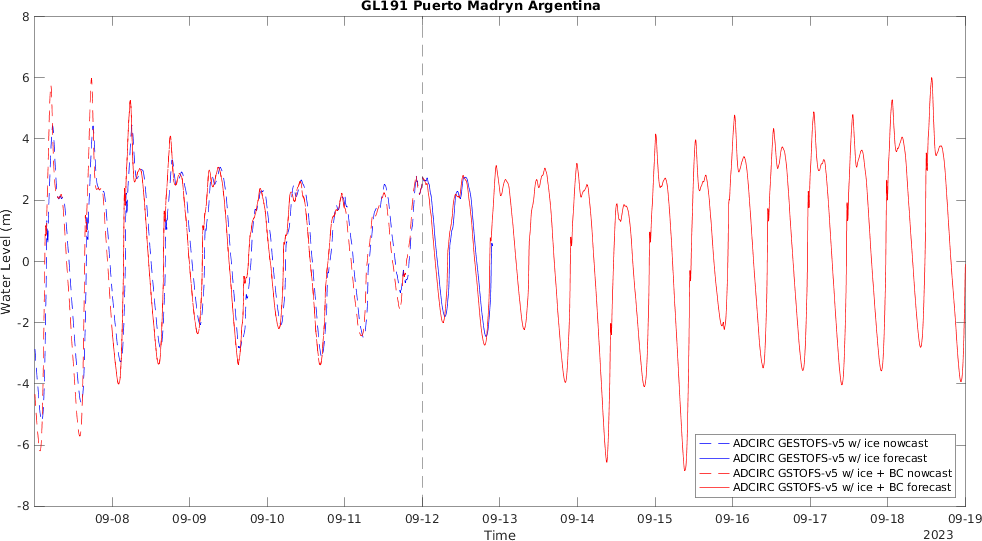 GL191 Puerto Madryn Argentina
8
6
4
2
0
-2
-4
-6
-8
Water Level (m)
ADCIRC GESTOFS-v5 w/ ice nowcast
ADCIRC GESTOFS-v5 w/ ice forecast
ADCIRC GSTOFS-v5 w/ ice + BC nowcast
ADCIRC GSTOFS-v5 w/ ice + BC forecast
09-08 09-09 09-10 09-11 09-12 09-13 09-14 09-15 09-16 09-17 09-18 09-19
Time
2023